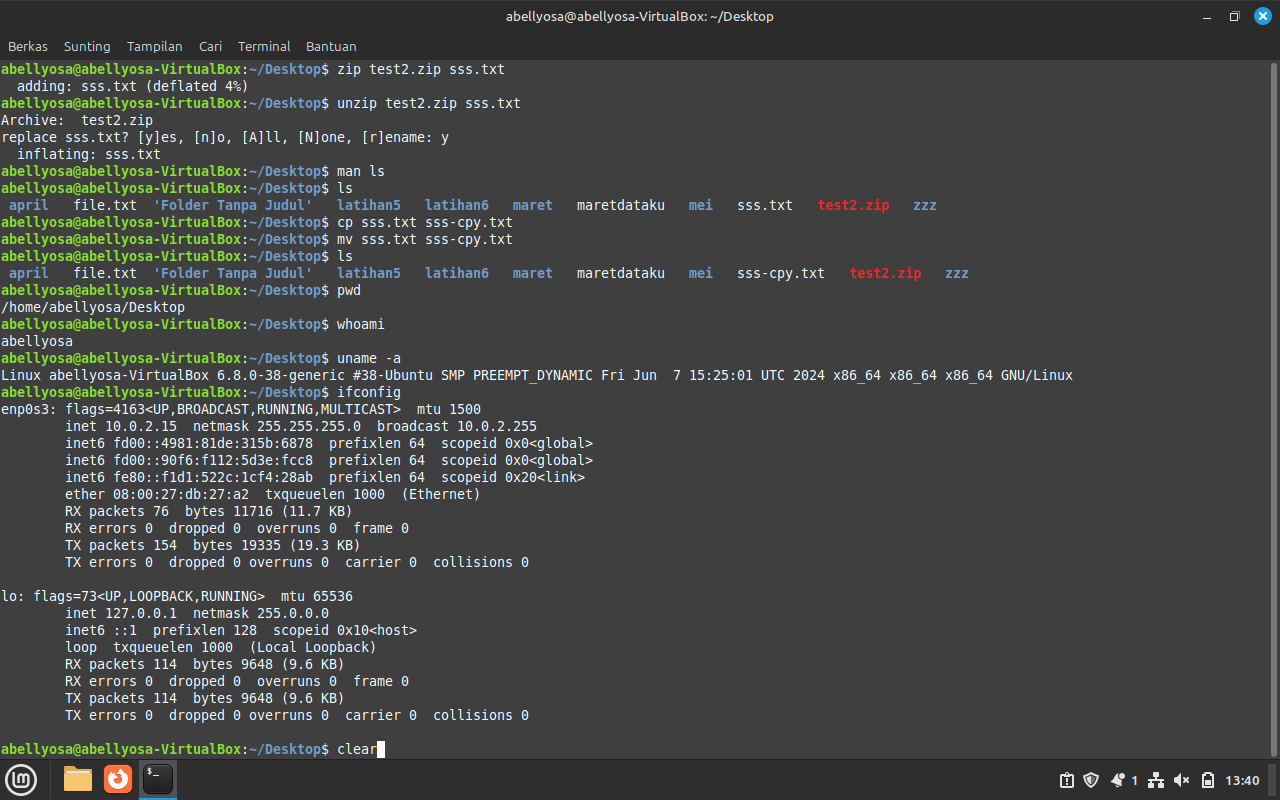 abellyosa@abellyosa-VirtualBox: ~/Desktop
Berkas Sunting Tampilan Cari Terminal Bantuan
abellyosa@abellyosa-VirtualBox:~/Desktop$ zip test2.zip sss.txt
  adding: sss.txt (deflated 4%)
abellyosa@abellyosa-VirtualBox:~/Desktop$ unzip test2.zip sss.txt
Archive:  test2.zip
replace sss.txt? [y]es, [n]o, [A]ll, [N]one, [r]ename: y
  inflating: sss.txt
abellyosa@abellyosa-VirtualBox:~/Desktop$ man ls
abellyosa@abellyosa-VirtualBox:~/Desktop$ ls
 april   file.txt  'Folder Tanpa Judul'   latihan5   latihan6   maret   maretdataku   mei   sss.txt   test2.zip   zzz
abellyosa@abellyosa-VirtualBox:~/Desktop$ cp sss.txt sss-cpy.txt
abellyosa@abellyosa-VirtualBox:~/Desktop$ mv sss.txt sss-cpy.txt
abellyosa@abellyosa-VirtualBox:~/Desktop$ ls
 april   file.txt  'Folder Tanpa Judul'   latihan5   latihan6   maret   maretdataku   mei   sss-cpy.txt   test2.zip   zzz
abellyosa@abellyosa-VirtualBox:~/Desktop$ pwd
/home/abellyosa/Desktop
abellyosa@abellyosa-VirtualBox:~/Desktop$ whoami
abellyosa
abellyosa@abellyosa-VirtualBox:~/Desktop$ uname -a
Linux abellyosa-VirtualBox 6.8.0-38-generic #38-Ubuntu SMP PREEMPT_DYNAMIC Fri Jun  7 15:25:01 UTC 2024 x86_64 x86_64 x86_64 GNU/Linux
abellyosa@abellyosa-VirtualBox:~/Desktop$ ifconfig
enp0s3: flags=4163<UP,BROADCAST,RUNNING,MULTICAST>  mtu 1500
        inet 10.0.2.15  netmask 255.255.255.0  broadcast 10.0.2.255
        inet6 fd00::4981:81de:315b:6878  prefixlen 64  scopeid 0x0<global>
        inet6 fd00::90f6:f112:5d3e:fcc8  prefixlen 64  scopeid 0x0<global>
        inet6 fe80::f1d1:522c:1cf4:28ab  prefixlen 64  scopeid 0x20<link>
        ether 08:00:27:db:27:a2  txqueuelen 1000  (Ethernet)
        RX packets 76  bytes 11716 (11.7 KB)
        RX errors 0  dropped 0  overruns 0  frame 0
        TX packets 154  bytes 19335 (19.3 KB)
        TX errors 0  dropped 0 overruns 0  carrier 0  collisions 0
lo: flags=73<UP,LOOPBACK,RUNNING>  mtu 65536
        inet 127.0.0.1  netmask 255.0.0.0
        inet6 ::1  prefixlen 128  scopeid 0x10<host>
        loop  txqueuelen 1000  (Local Loopback)
        RX packets 114  bytes 9648 (9.6 KB)
        RX errors 0  dropped 0  overruns 0  frame 0
        TX packets 114  bytes 9648 (9.6 KB)
        TX errors 0  dropped 0 overruns 0  carrier 0  collisions 0
abellyosa@abellyosa-VirtualBox:~/Desktop$ clear
lm $_ 1 13:40